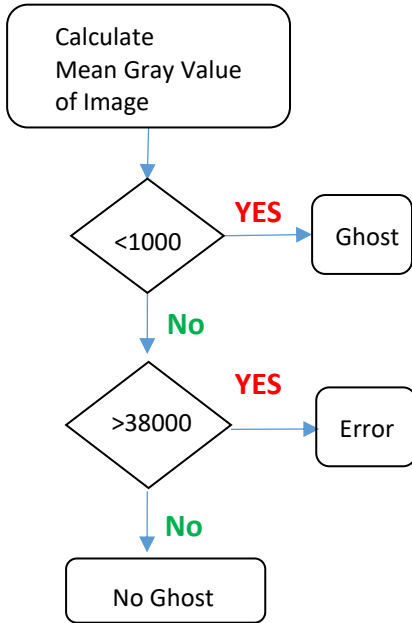 Calculate
Mean Gray Value
of Image
<1000
YES
Ghost
No
>38000
YES
Error
No
No Ghost